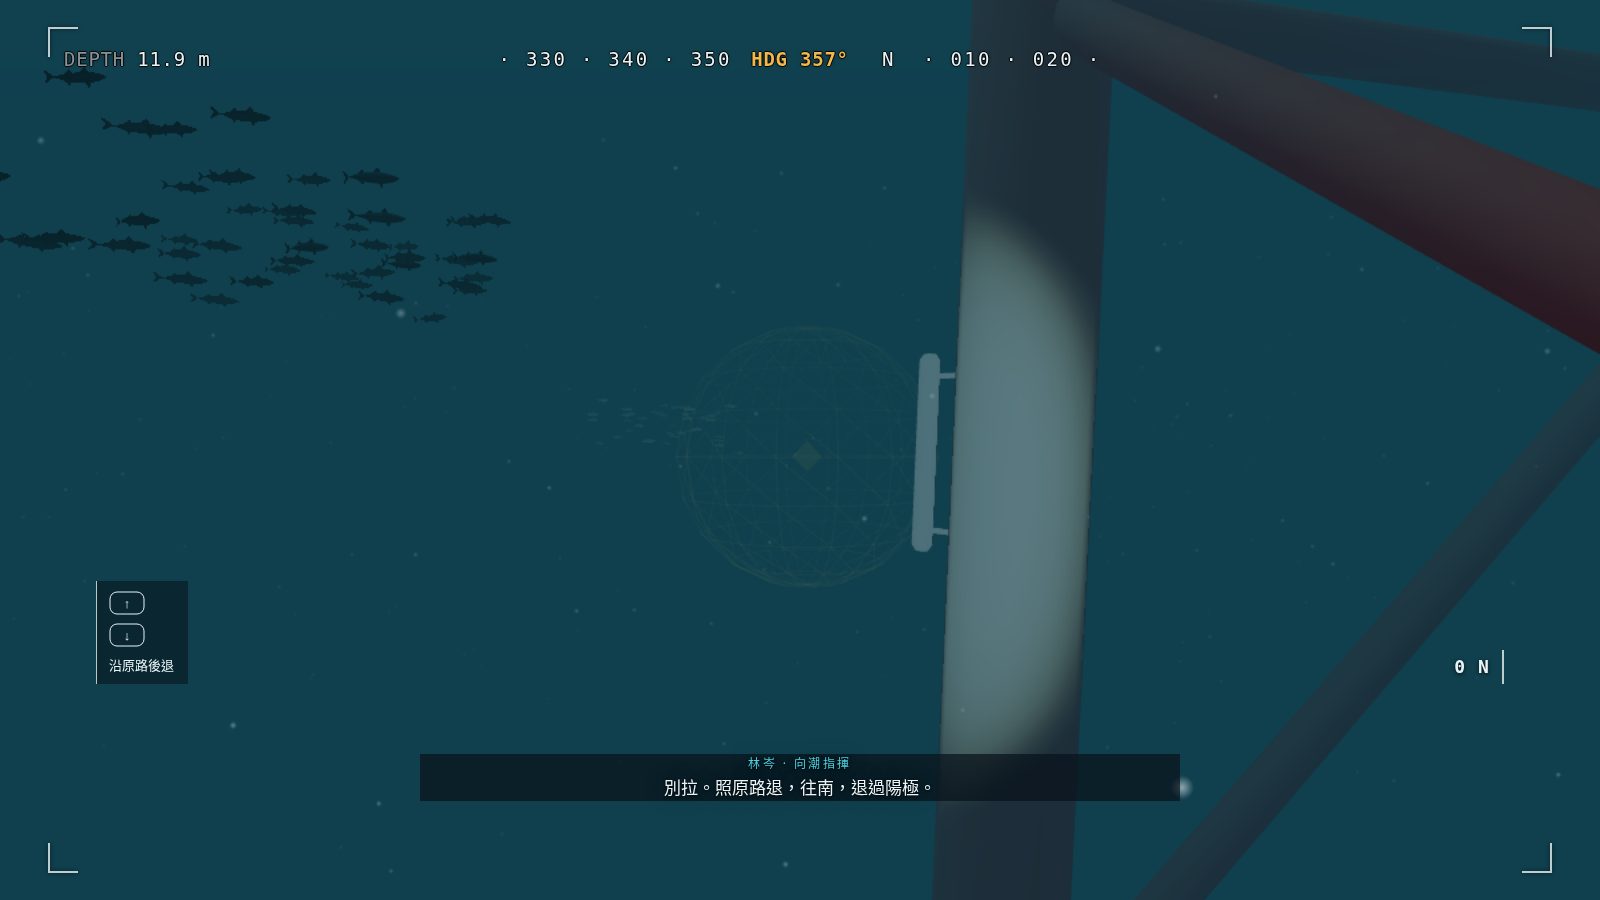 DEPTH 11.9 m
· 330 · 340 · 350 HDG 357° N · 010 · 020 ·
↑
↓
沿原路後退
0 N
林岑 · 向潮指揮
別拉。照原路退，往南，退過陽極。